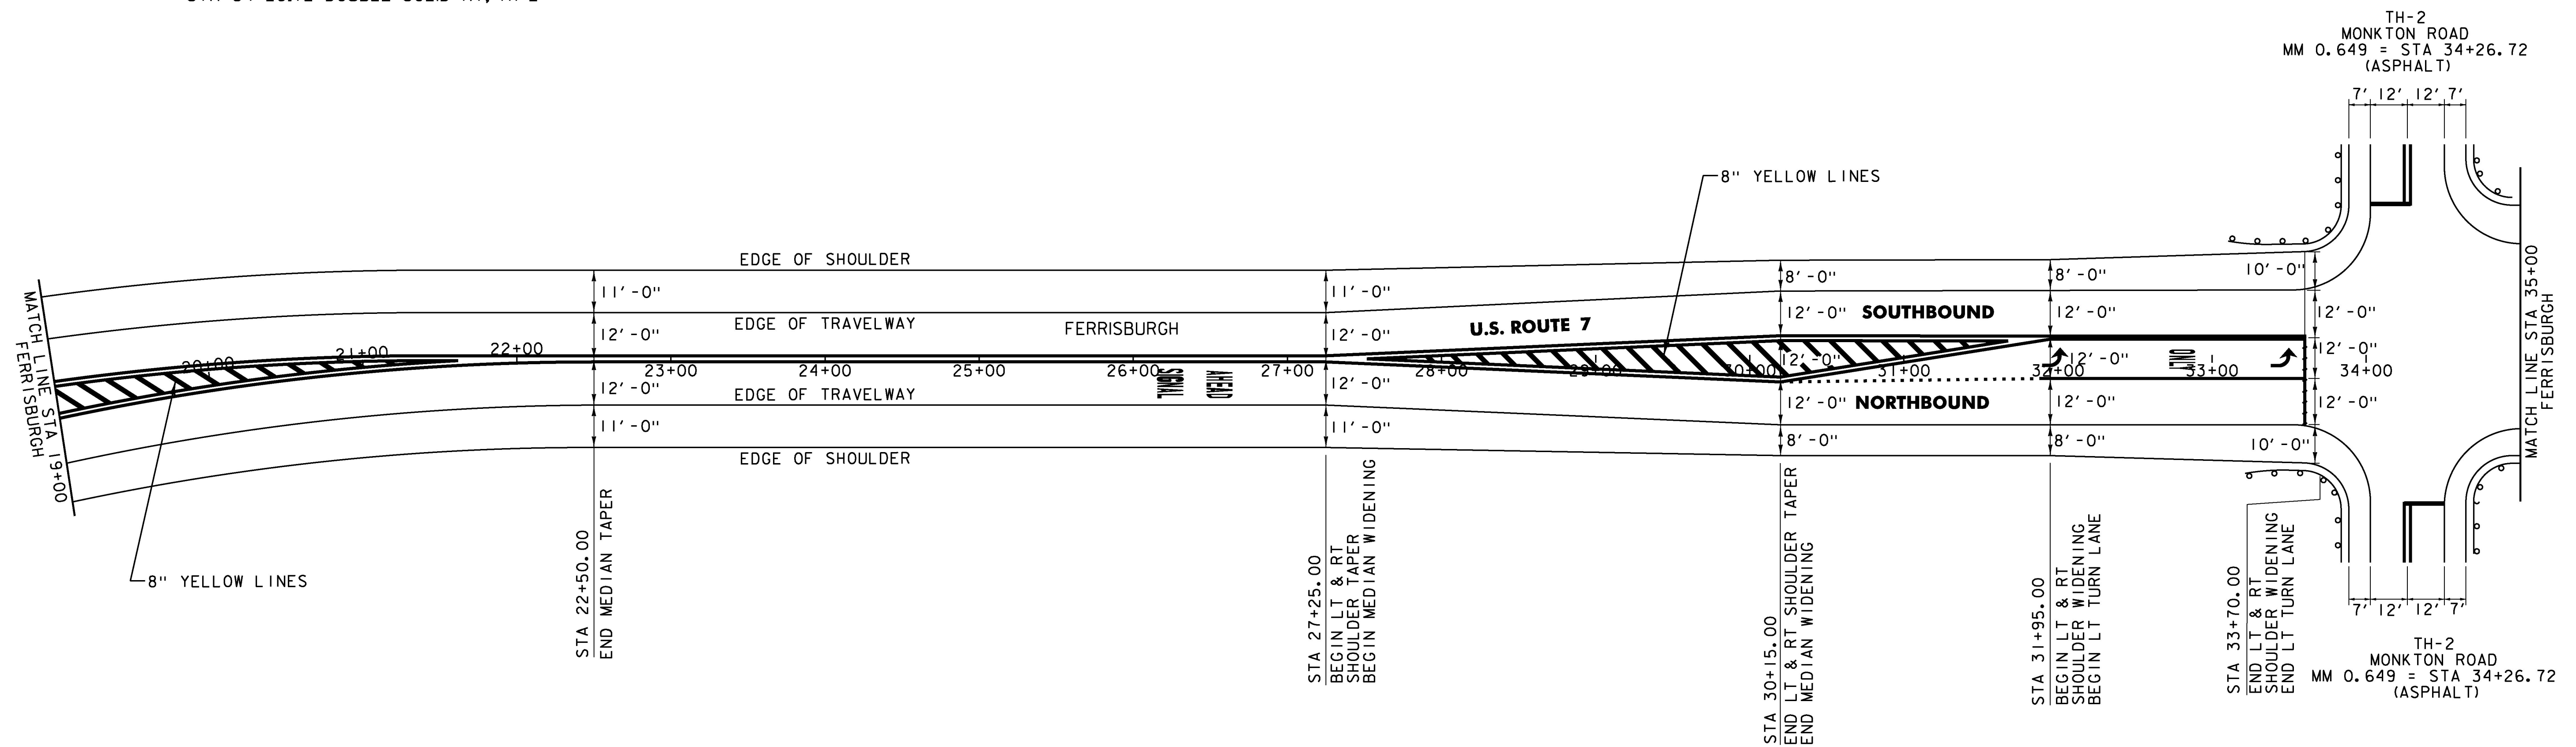 TH-2
MONKTON ROAD
MM 0.649 = STA 34+26.72
(ASPHALT)
7' 12' 12' 7'
8" YELLOW LINES
EDGE OF SHOULDER
11'-0"
11'-0"
8'-0"
8'-0"
10'-0"
EDGE OF TRAVELWAY
FERRISBURGH
U.S. ROUTE 7
SOUTHBOUND
12'-0"
12'-0"
12'-0"
12'-0"
12'-0"
MATCH LINE STA 19+00
FERRISBURGH
20+00
21+00
22+00
23+00
24+00
25+00
26+00
27+00
28+00
29+00
30+00
31+00
32+00
33+00
34+00
12'-0"
12'-0"
12'-0"
SIGNAL
AHEAD
ONLY
MATCH LINE STA 35+00
FERRISBURGH
EDGE OF TRAVELWAY
12'-0"
12'-0"
12'-0"
NORTHBOUND
12'-0"
12'-0"
11'-0"
11'-0"
8'-0"
8'-0"
10'-0"
EDGE OF SHOULDER
8" YELLOW LINES
STA 22+50.00
END MEDIAN TAPER
STA 27+25.00
BEGIN LT & RT
SHOULDER TAPER
BEGIN MEDIAN WIDENING
STA 30+15.00
END LT & RT SHOULDER TAPER
END MEDIAN WIDENING
STA 31+95.00
BEGIN LT & RT
SHOULDER WIDENING
BEGIN LT TURN LANE
STA 33+70.00
END LT & RT
SHOULDER WIDENING
END LT TURN LANE
7' 12' 12' 7'
TH-2
MONKTON ROAD
MM 0.649 = STA 34+26.72
(ASPHALT)